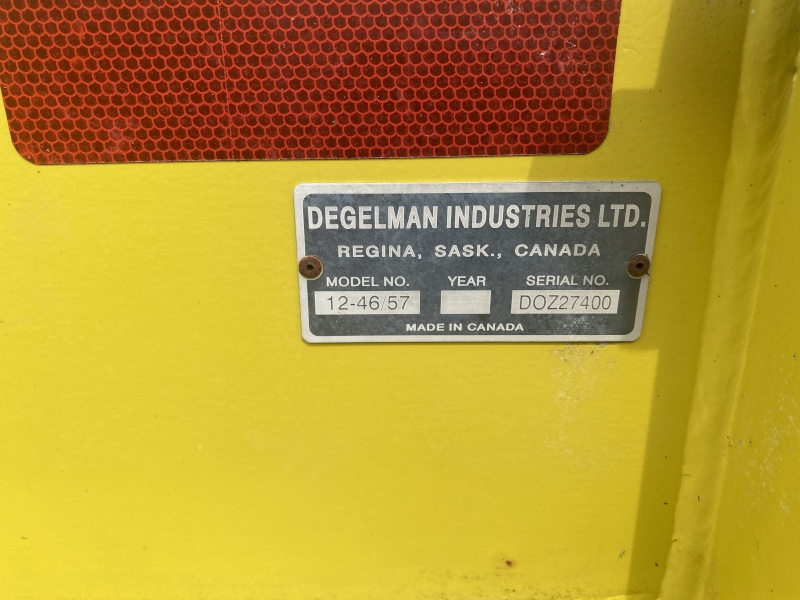 DEGELMAN INDUSTRIES LTD.
REGINA, SASK., CANADA
MODEL NO. YEAR SERIAL NO.
12-46/57 DOZ27400
MADE IN CANADA